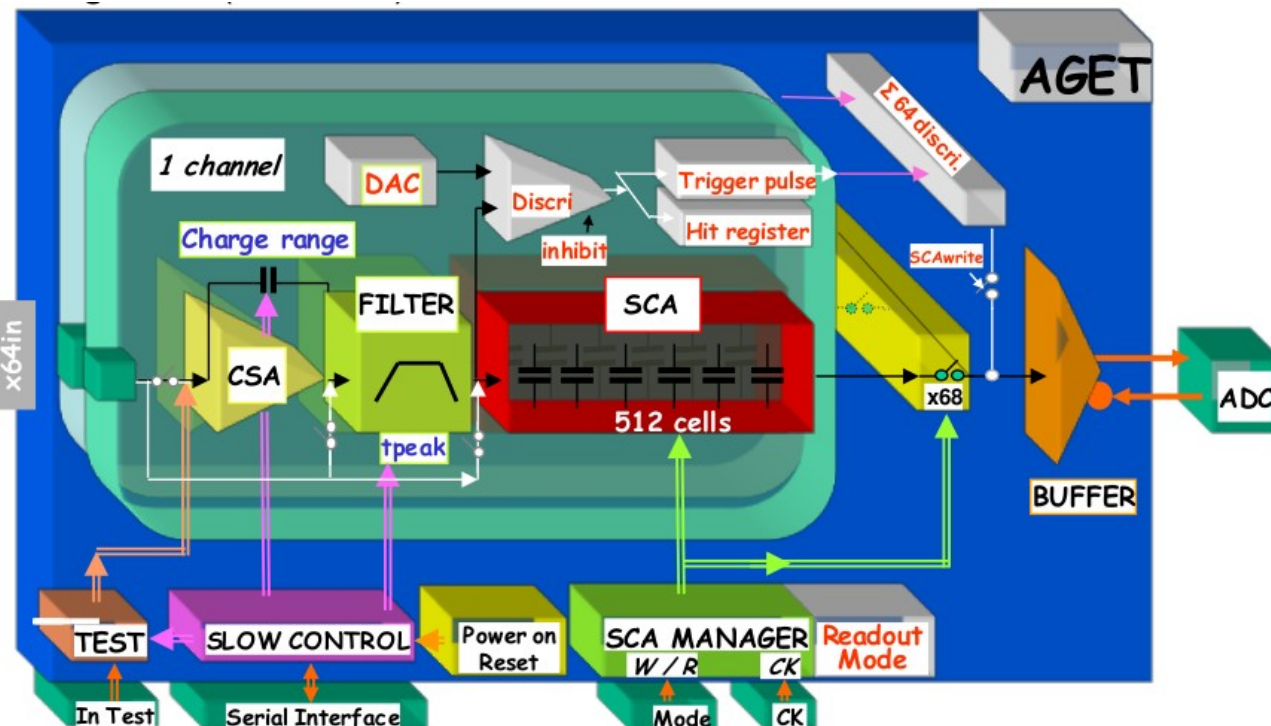 AGET
Σ 64 discri.
1 channel
DAC
Discri
Trigger pulse
Hit register
inhibit
Charge range
SCAwrite
FILTER
SCA
x64in
CSA
512 cells
tpeak
x68
ADC
BUFFER
TEST
SLOW CONTROL
Power on
Reset
SCA MANAGER
W / R
CK
Readout
Mode
In Test
Serial Interface
Mode
CK